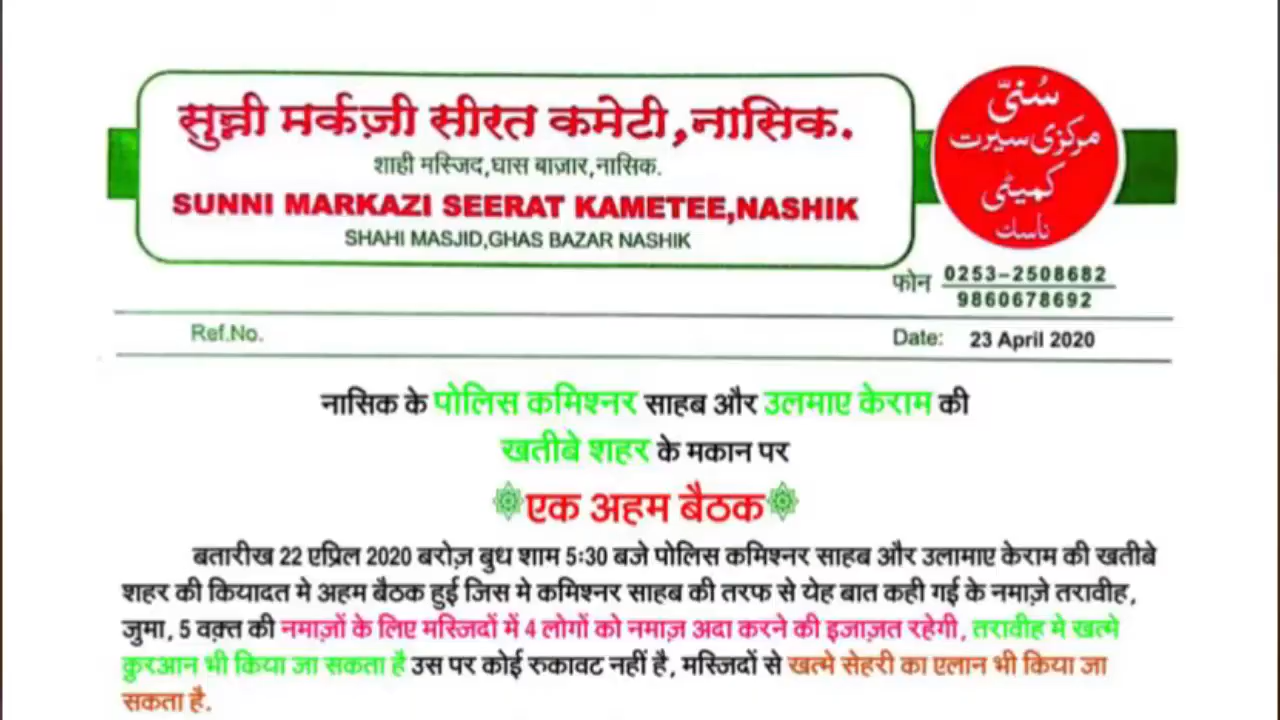 सुन्नी मर्कज़ी सीरत कमेटी,नासिक.
शाही मस्जिद,घास बाज़ार,नासिक.
SUNNI MARKAZI SEERAT KAMETEE,NASHIK
SHAHI MASJID,GHAS BAZAR NASHIK
سُنّی
مرکزی سیرت
کمیٹی
ناسك
फोन 0253-2508682
9860678692
Ref.No.
Date: 23 April 2020
नासिक के पोलिस कमिश्नर साहब और उलमाए केराम की
खतीबे शहर के मकान पर
एक अहम बैठक
बतारीख 22 एप्रिल 2020 बरोज़ बुध शाम 5:30 बजे पोलिस कमिश्नर साहब और उलामाए केराम की खतीबे
शहर की कियादत मे अहम बैठक हुई जिस मे कमिश्नर साहब की तरफ से येह बात कही गई के नमाज़े तरावीह,
जुमा, 5 वक़्त की नमाज़ों के लिए मस्जिदों में 4 लोगों को नमाज़ अदा करने की इजाज़त रहेगी, तरावीह मे खत्मे
क़ुरआन भी किया जा सकता है उस पर कोई रुकावट नहीं है, मस्जिदों से खत्मे सेहरी का एलान भी किया जा
सकता है.